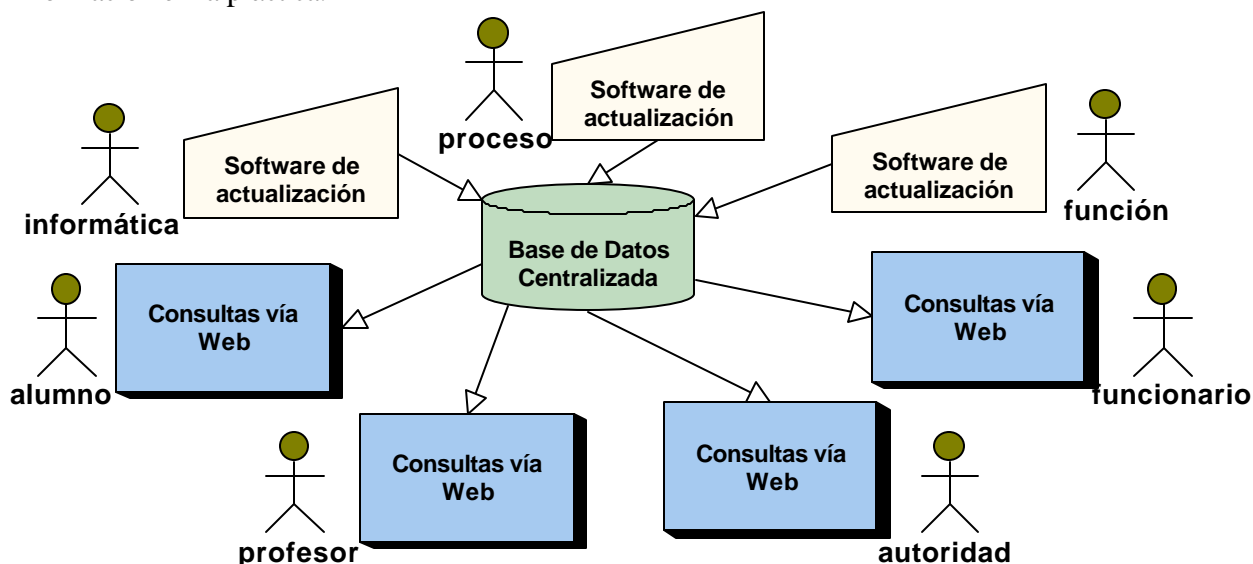 Software de
actualización
proceso
Software de
actualización
informática
Software de
actualización
función
Base de Datos
Centralizada
Consultas vía
Web
alumno
Consultas vía
Web
funcionario
Consultas vía
Web
profesor
Consultas vía
Web
autoridad